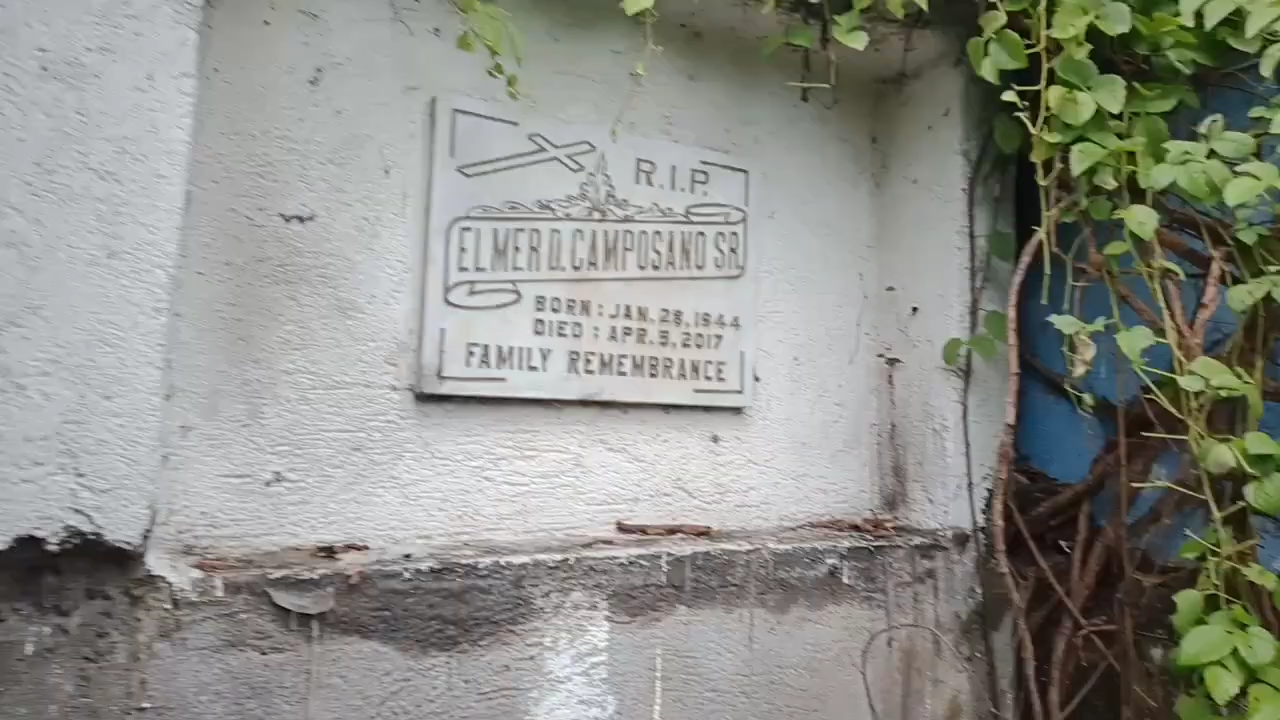 R.I.P.
ELMER D. CAMPOSANO SR.
BORN : JAN. 28, 1944
DIED : APR. 5, 2017
FAMILY REMEMBRANCE